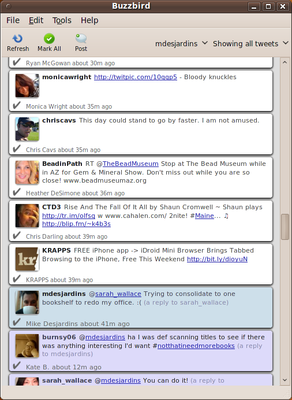 Buzzbird
File Edit Tools Help
Refresh Mark All Post
mdesjardins Showing all tweets
Ryan McGowan about 30m ago
monicawright http://twitpic.com/10qqp5 - Bloody knuckles
Monica Wright about 35m ago
chriscavs This day could stand to go by faster. I am not amused.
Chris Cavs about 35m ago
BeadinPath RT @TheBeadMuseum Stop at The Bead Museum while
in AZ for Gem & Mineral Show. Don't miss out while you are so
close! www.beadmuseumaz.org
Heather DeSimone about 36m ago
CTD3 Rise And The Fall Of It All by Shaun Cromwell ~ Shaun plays
http://tr.im/olfsg w www.cahalen.com/ 2nite! #Maine... ♫
http://blip.fm/~k4b3s
Chris Darling about 39m ago
kr
KRAPPS FREE iPhone app -> iDroid Mini Browser Brings Tabbed
Browsing to the iPhone, Free This Weekend http://bit.ly/dioyuN
KRAPPS about 39m ago
mdesjardins @sarah_wallace Trying to consolidate to one
bookshelf to make office. :( (a reply to sarah_wallace)
Mike Desjardins about 41m ago
burnsy06 @mdesjardins ha I was def scanning titles to see if there
was anything interesting I'd want #notthatineedmorebooks (a
reply to mdesjardins)
Kate B. about 12m ago
sarah_wallace @mdesjardins You can do it! (a reply to